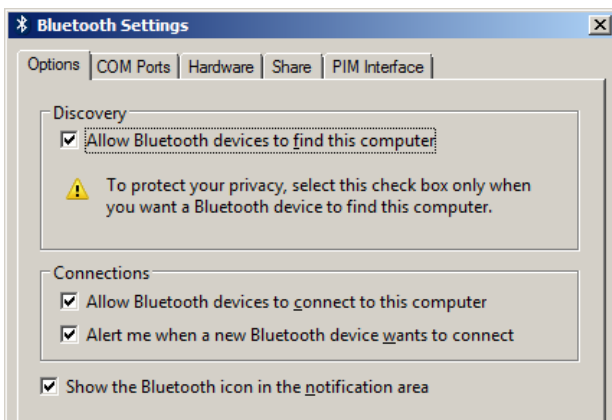 Bluetooth Settings
Options COM Ports Hardware Share PIM Interface
Discovery
Allow Bluetooth devices to find this computer
To protect your privacy, select this check box only when
you want a Bluetooth device to find this computer.
Connections
Allow Bluetooth devices to connect to this computer
Alert me when a new Bluetooth device wants to connect
Show the Bluetooth icon in the notification area